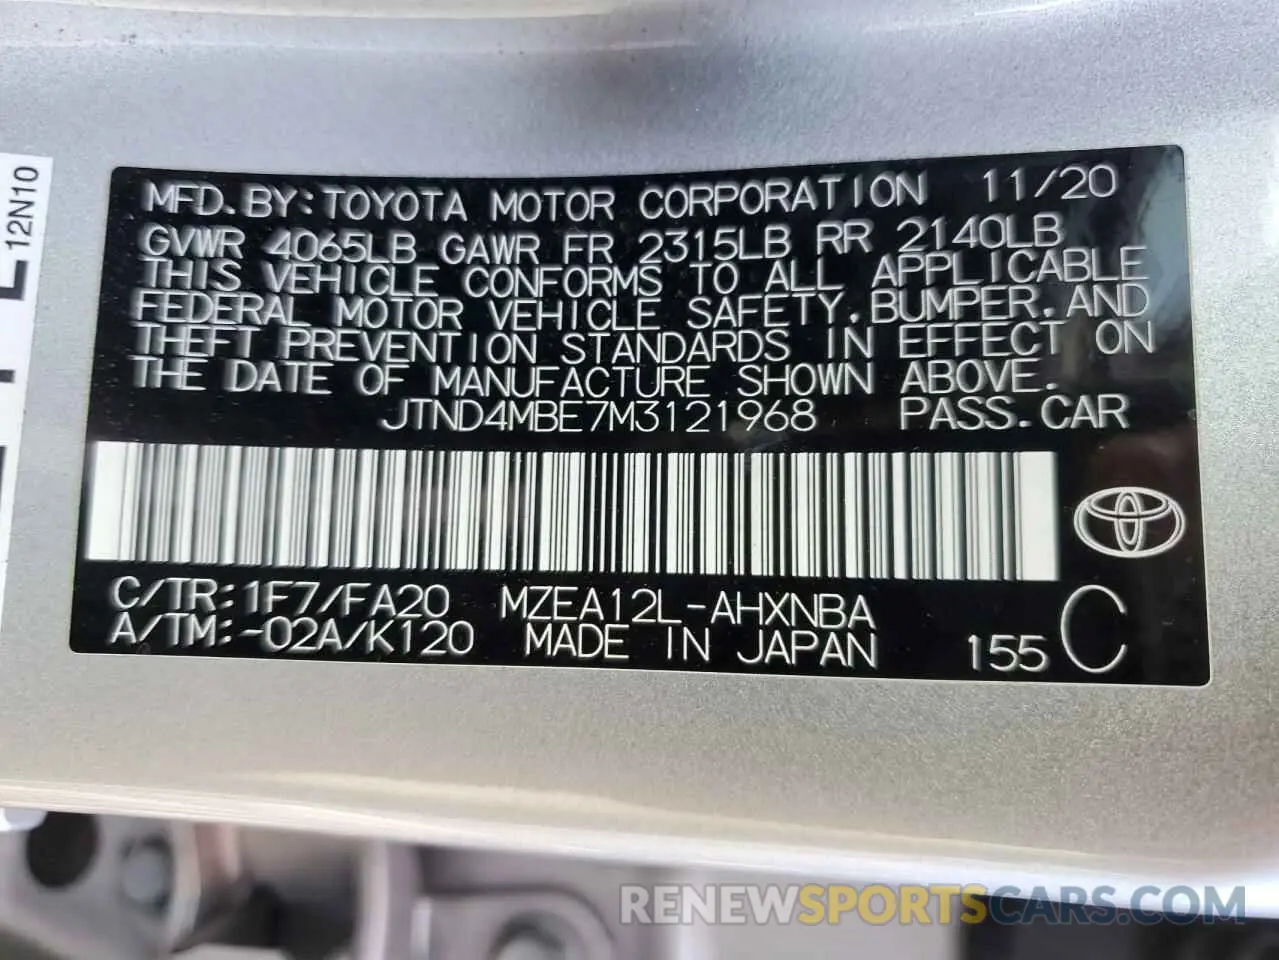 MFD.BY:TOYOTA MOTOR CORPORATION 11/20
GVWR 4065LB GAWR FR 2315LB RR 2140LB
THIS VEHICLE CONFORMS TO ALL APPLICABLE
FEDERAL MOTOR VEHICLE SAFETY.BUMPER.AND
THEFT PREVENTION STANDARDS IN EFFECT ON
THE DATE OF MANUFACTURE SHOWN ABOVE.
JTND4MBE7M3121968 PASS.CAR
C/TR:1F7/FA20 MZEA12L-AHXNBA
A/TM:-02A/K120 MADE IN JAPAN 155 C
12N10
RENEWSPORTSCARS.COM